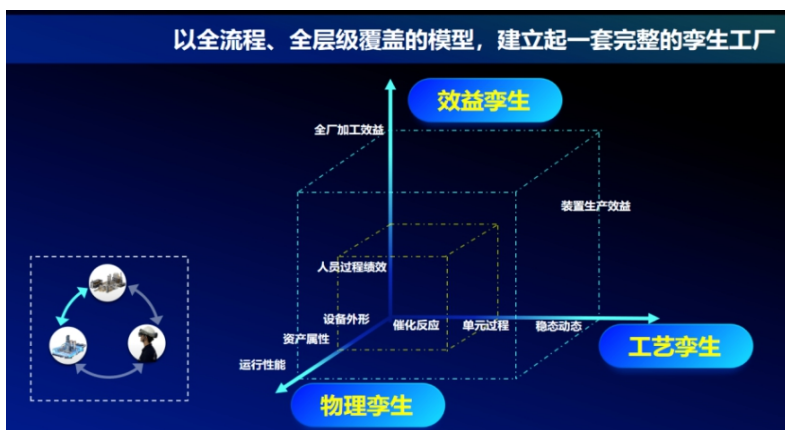 以全流程、全层级覆盖的模型，建立起一套完整的孪生工厂
效益孪生
全厂加工效益
装置生产效益
人员过程绩效
设备外形
催化反应
单元过程
稳态动态
资产属性
运行性能
工艺孪生
物理孪生